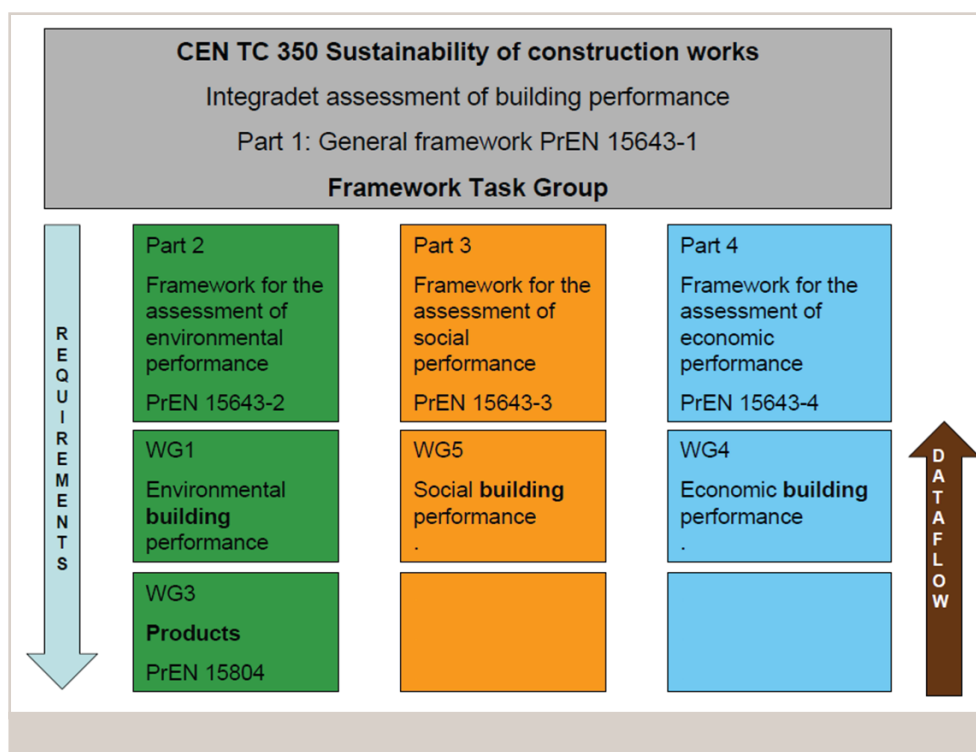 CEN TC 350 Sustainability of construction works
Integradet assessment of building performance
Part 1: General framework PrEN 15643-1
Framework Task Group
REQUIREMENTS
Part 2
Framework for the
assessment of
environmental
performance
PrEN 15643-2
Part 3
Framework for the
assessment of
social
performance
PrEN 15643-3
Part 4
Framework for the
assessment of
economic
performance
PrEN 15643-4
WG1
Environmental
building
performance
WG5
Social building
performance
.
WG4
Economic building
performance
.
WG3
Products
PrEN 15804
DATAFLOW